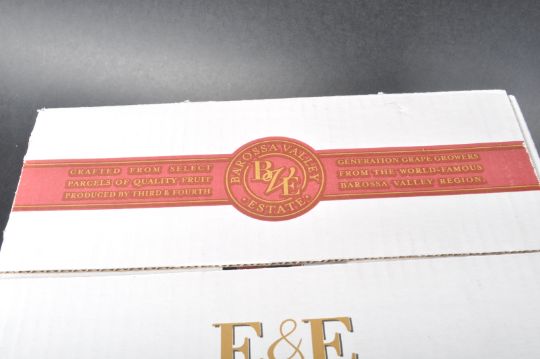 CRAFTED FROM SELECT
PARCELS OF QUALITY FRUIT
PRODUCED BY THIRD & FOURTH
BAROSSA VALLEY
BVE
ESTATE
GENERATION GRAPE GROWERS
FROM THE WORLD-FAMOUS
BAROSSA VALLEY REGION.
E&E